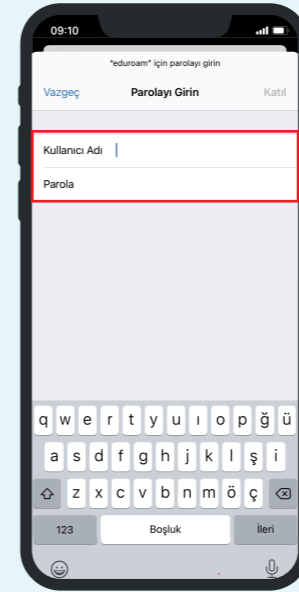 09:10
"eduroam" için parolayı girin
Vazgeç Parolayı Girin Katıl
Kullanıcı Adı
Parola
q w e r t y u ı o p ğ ü
a s d f g h j k l ş i
z x c v b n m ö ç
123 Boşluk İleri